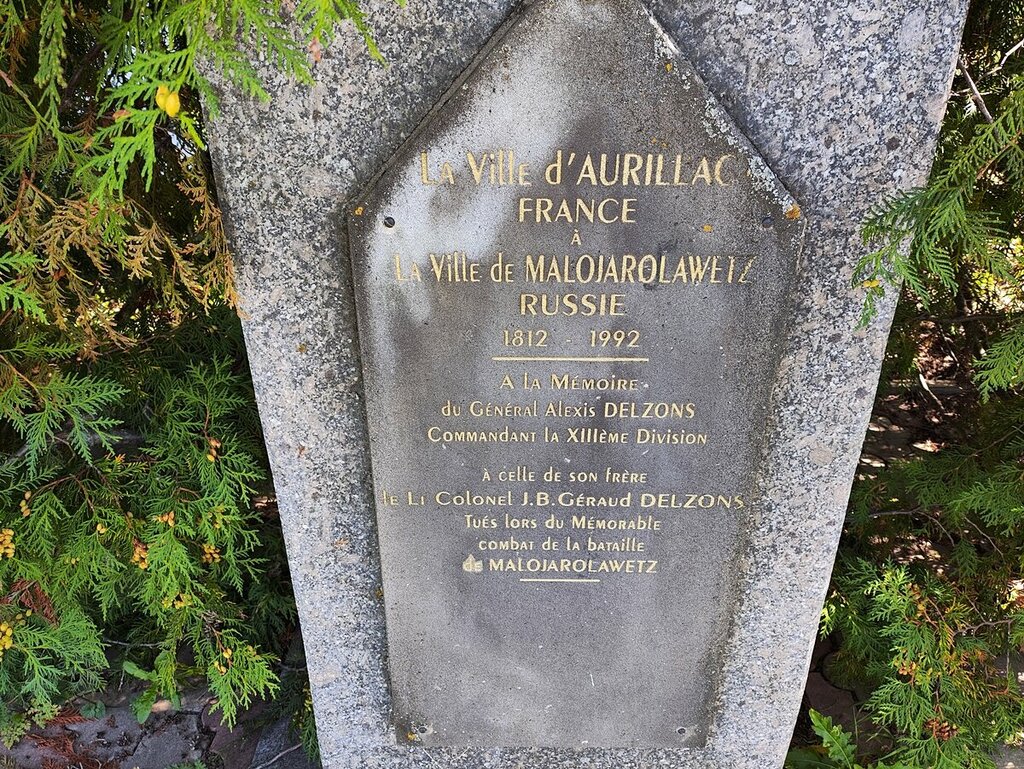 La Ville d'AURILLAC
FRANCE
à
La Ville de MALOJAROLAWETZ
RUSSIE
1812 - 1992
A la Mémoire
du Général Alexis DELZONS
Commandant la XIIIème Division
à celle de son frère
le Lt Colonel J.B.Géraud DELZONS
Tués lors du Mémorable
combat de la bataille
de MALOJAROLAWETZ